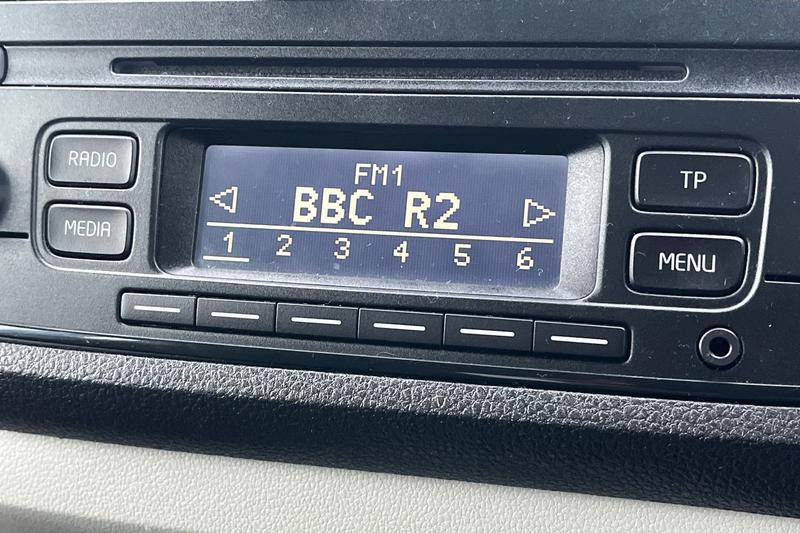 RADIO
MEDIA
FM1
BBC R2
1 2 3 4 5 6
TP
MENU